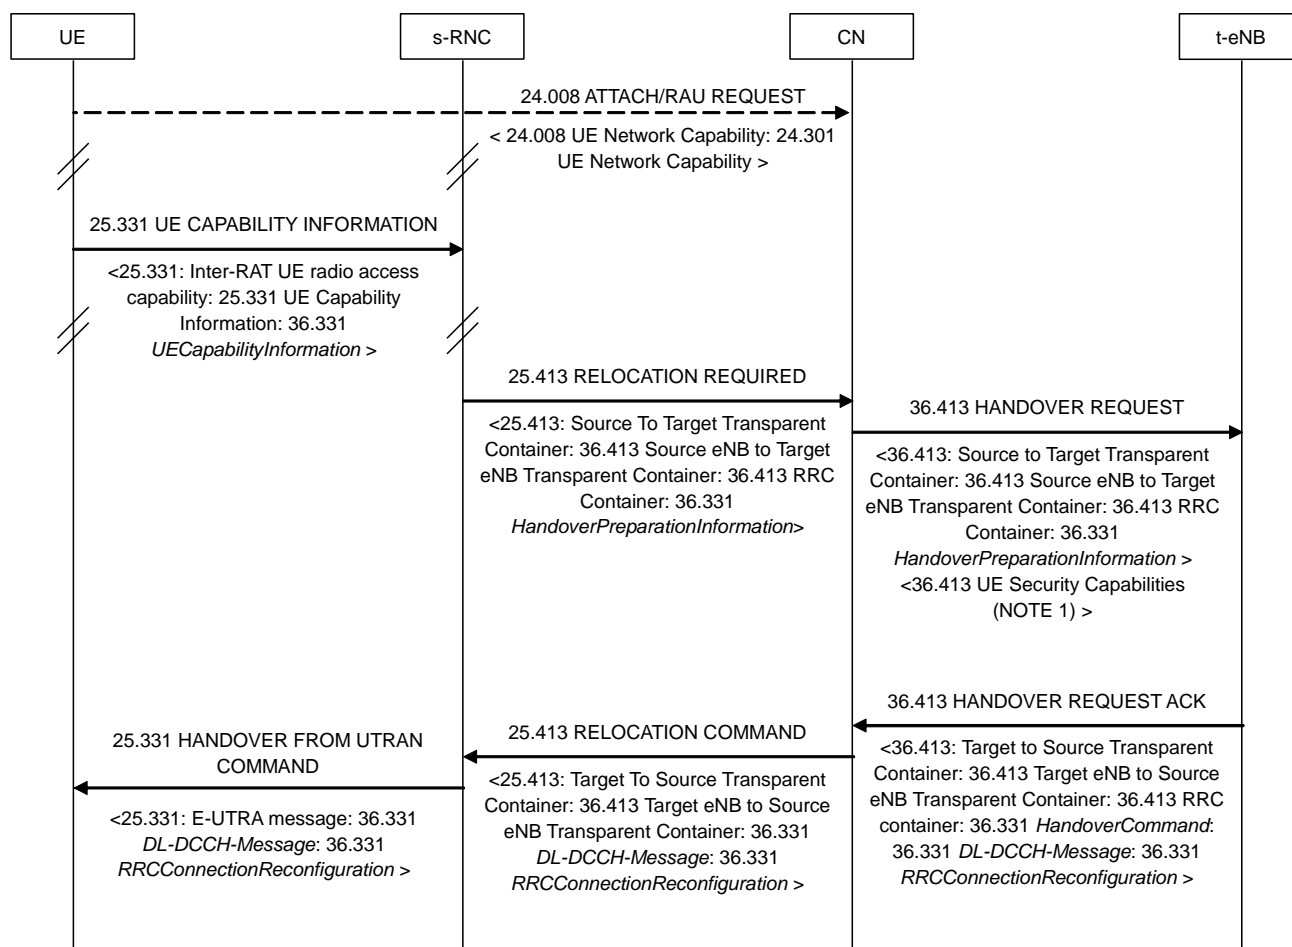 UE
s-RNC
CN
t-eNB
24.008 ATTACH/RAU REQUEST
< 24.008 UE Network Capability: 24.301
UE Network Capability >
25.331 UE CAPABILITY INFORMATION
<25.331: Inter-RAT UE radio access
capability: 25.331 UE Capability
Information: 36.331
UECapabilityInformation >
25.413 RELOCATION REQUIRED
<25.413: Source To Target Transparent
Container: 36.413 Source eNB to Target
eNB Transparent Container: 36.413 RRC
Container: 36.331
HandoverPreparationInformation>
36.413 HANDOVER REQUEST
<36.413: Source to Target Transparent
Container: 36.413 Source eNB to Target
eNB Transparent Container: 36.413 RRC
Container: 36.331
HandoverPreparationInformation >
<36.413 UE Security Capabilities
(NOTE 1) >
36.413 HANDOVER REQUEST ACK
<36.413: Target to Source Transparent
Container: 36.413 Target eNB to Source
eNB Transparent Container: 36.413 RRC
container: 36.331 HandoverCommand:
36.331 DL-DCCH-Message: 36.331
RRCConnectionReconfiguration >
25.413 RELOCATION COMMAND
<25.413: Target To Source Transparent
Container: 36.413 Target eNB to Source
eNB Transparent Container: 36.331
DL-DCCH-Message: 36.331
RRCConnectionReconfiguration >
25.331 HANDOVER FROM UTRAN
COMMAND
<25.331: E-UTRA message: 36.331
DL-DCCH-Message: 36.331
RRCConnectionReconfiguration >